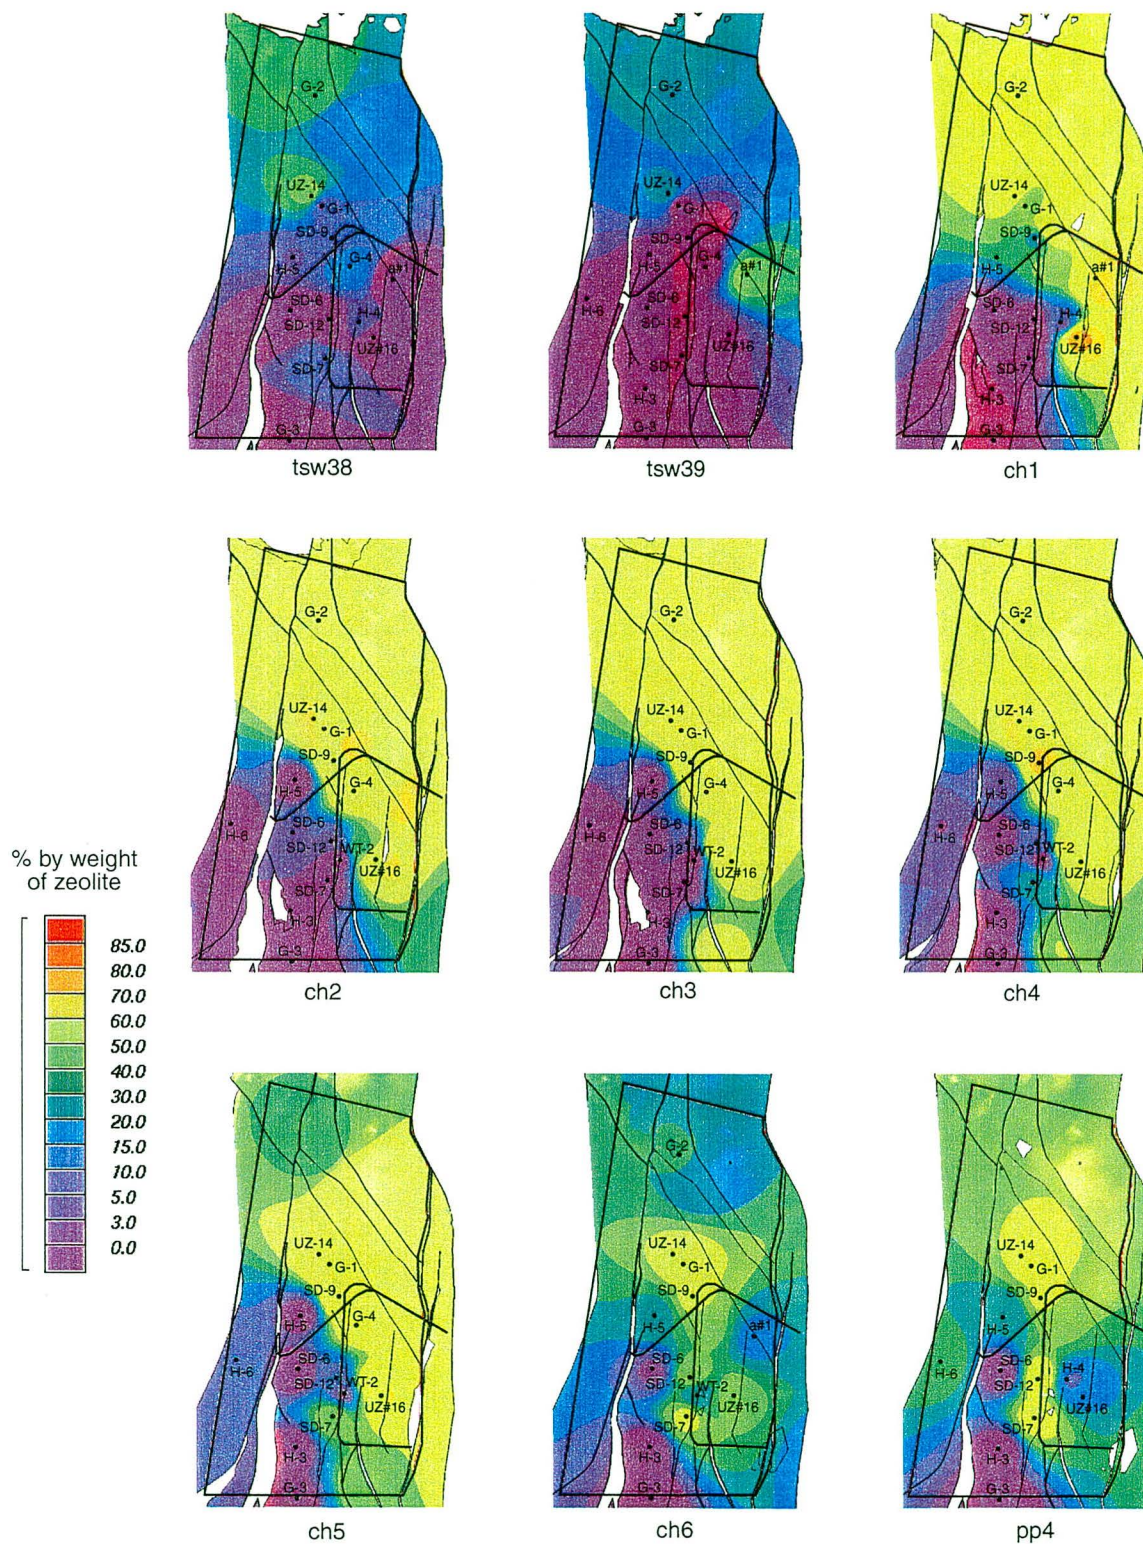 G-2
UZ-14
G-1
SD-9
G-4
H-5
a#1
SD-6
H-4
SD-12
UZ#16
SD-7
G-3
tsw38
G-2
UZ-14
G-1
SD-9
G-4
H-5
a#1
SD-6
H-6
SD-12
UZ#16
SD-7
H-3
G-3
tsw39
G-2
UZ-14
G-1
SD-9
H-5
a#1
SD-6
H-4
SD-12
UZ#16
SD-7
H-3
G-3
ch1
G-2
UZ-14
G-1
SD-9
H-5
G-4
H-6
SD-6
SD-12
WT-2
UZ#16
SD-7
H-3
G-3
ch2
G-2
UZ-14
G-1
SD-9
H-5
G-4
H-6
SD-6
SD-12
WT-2
UZ#16
SD-7
H-3
G-3
ch3
G-2
UZ-14
G-1
SD-9
H-5
G-4
H-6
SD-6
SD-12
WT-2
UZ#16
SD-7
H-3
G-3
ch4
% by weight
of zeolite
85.0
80.0
70.0
60.0
50.0
40.0
30.0
20.0
15.0
10.0
5.0
3.0
0.0
UZ-14
G-1
SD-9
H-5
G-4
H-6
SD-6
SD-12
WT-2
UZ#16
SD-7
H-3
G-3
ch5
G-2
UZ-14
G-1
SD-9
H-5
a#1
SD-6
SD-12
WT-2
UZ#16
SD-7
H-3
G-3
ch6
UZ-14
G-1
SD-9
H-5
H-6
SD-6
H-4
SD-12
UZ#16
SD-7
H-3
G-3
pp4